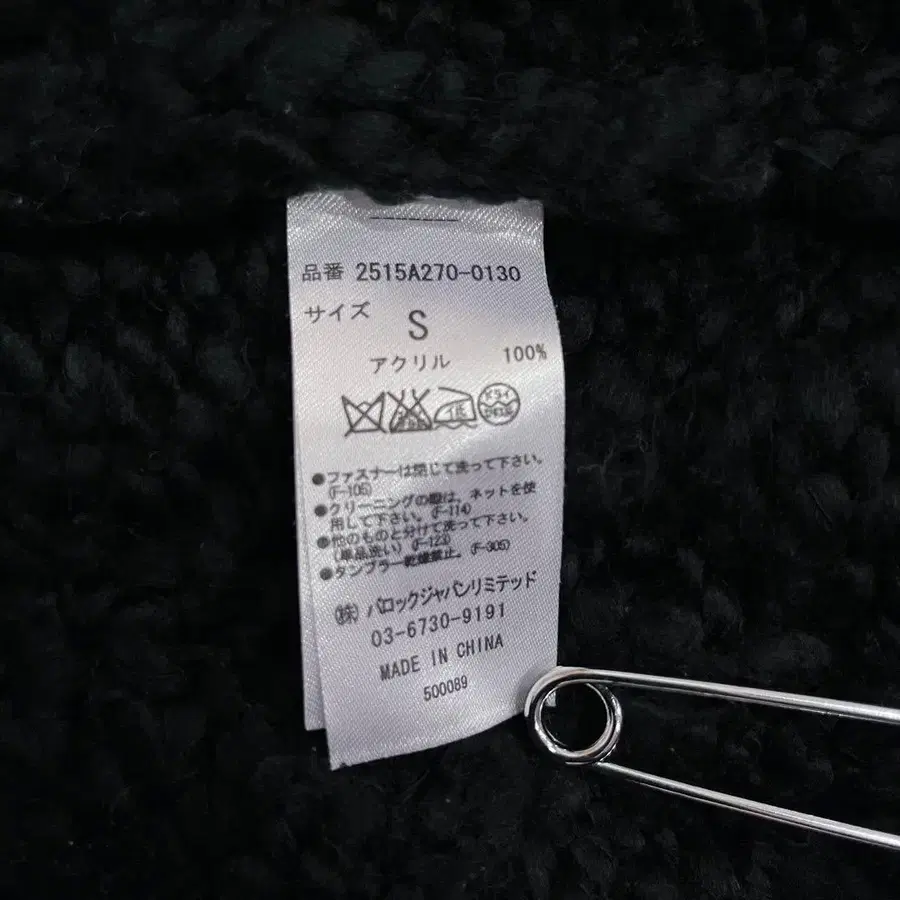 品番 2515A270-0130
サイズ S
アクリル 100%
ドライ
●ファスナーは閉じて洗って下さい。
(F-105)
●クリーニングの際は、ネットを使
用して下さい。(F-114)
●他のものと分けて洗って下さい。
(単品洗い) (F-123)
●タンブラー乾燥禁止。(F-305)
(株) バロックジャパンリミテッド
03-6730-9191
MADE IN CHINA
500089